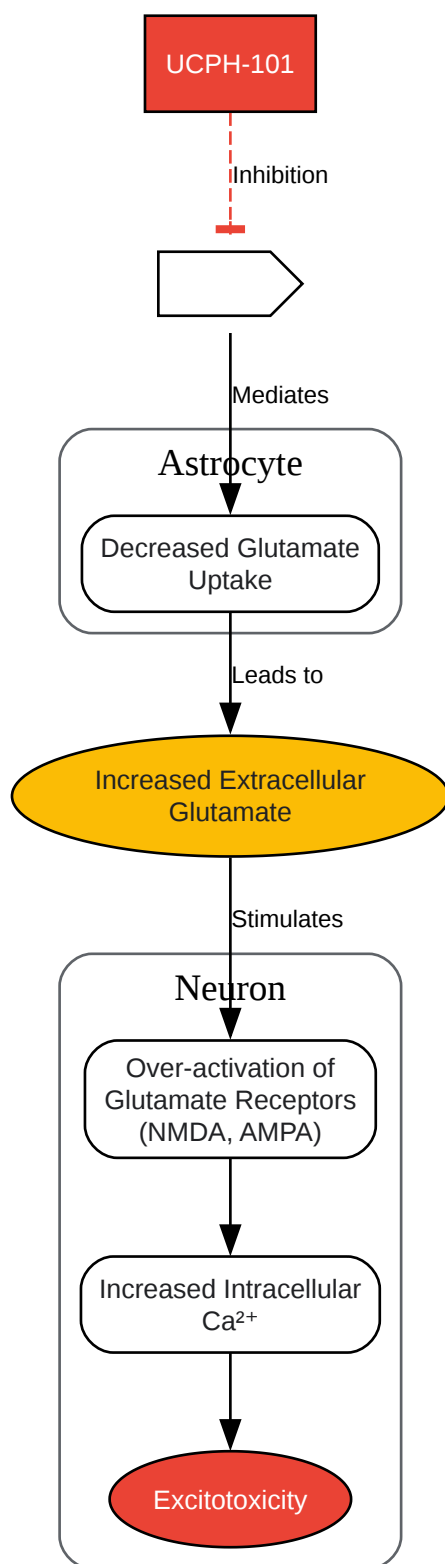 UCPH-101
Inhibition
Mediates
Astrocyte
Decreased Glutamate
Uptake
Leads to
Increased Extracellular
Glutamate
Stimulates
Neuron
Over-activation of
Glutamate Receptors
(NMDA, AMPA)
Increased Intracellular
Ca²⁺
Excitotoxicity